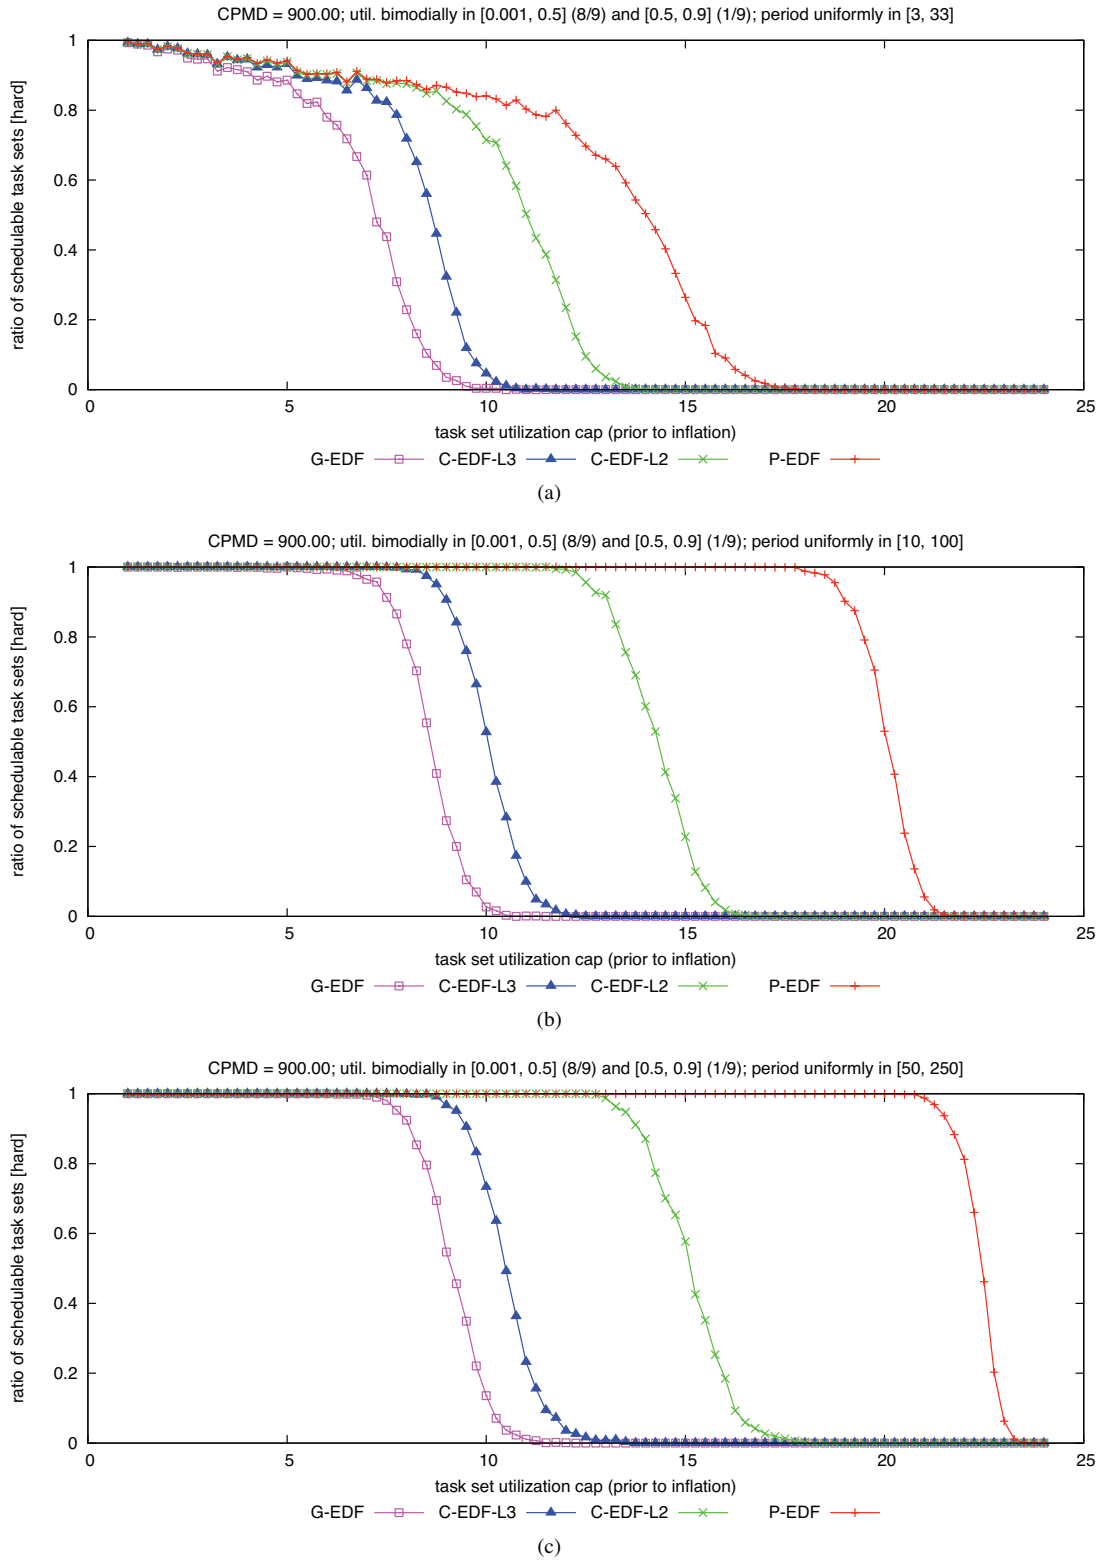 CPMD = 900.00; util. bimodially in [0.001, 0.5] (8/9) and [0.5, 0.9] (1/9); period uniformly in [3, 33]
ratio of schedulable task sets [hard]
1
0.8
0.6
0.4
0.2
0
0 5 10 15 20 25
task set utilization cap (prior to inflation)
G-EDF C-EDF-L3 C-EDF-L2 P-EDF
(a)
CPMD = 900.00; util. bimodially in [0.001, 0.5] (8/9) and [0.5, 0.9] (1/9); period uniformly in [10, 100]
ratio of schedulable task sets [hard]
1
0.8
0.6
0.4
0.2
0
0 5 10 15 20 25
task set utilization cap (prior to inflation)
G-EDF C-EDF-L3 C-EDF-L2 P-EDF
(b)
CPMD = 900.00; util. bimodially in [0.001, 0.5] (8/9) and [0.5, 0.9] (1/9); period uniformly in [50, 250]
ratio of schedulable task sets [hard]
1
0.8
0.6
0.4
0.2
0
0 5 10 15 20 25
task set utilization cap (prior to inflation)
G-EDF C-EDF-L3 C-EDF-L2 P-EDF
(c)